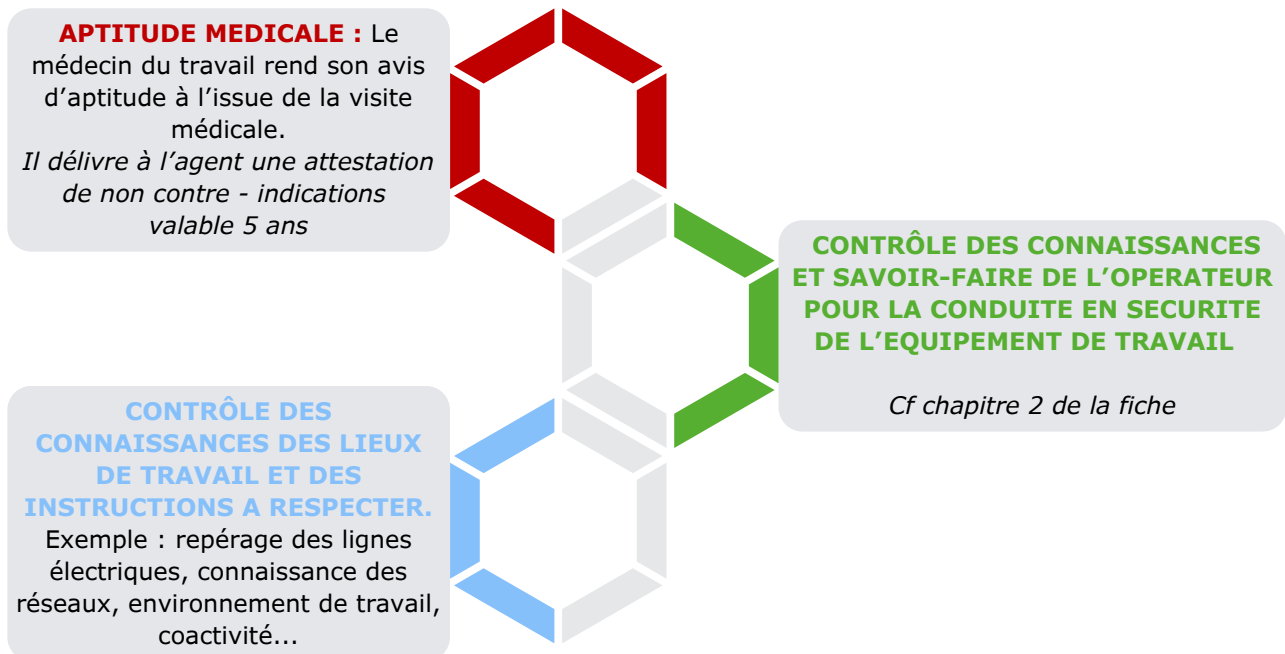 APTITUDE MEDICALE : Le
médecin du travail rend son avis
d'aptitude à l'issue de la visite
médicale.
Il délivre à l'agent une attestation
de non contre - indications
valable 5 ans
CONTRÔLE DES CONNAISSANCES
ET SAVOIR-FAIRE DE L'OPERATEUR
POUR LA CONDUITE EN SECURITE
DE L'EQUIPEMENT DE TRAVAIL
Cf chapitre 2 de la fiche
CONTRÔLE DES
CONNAISSANCES DES LIEUX
DE TRAVAIL ET DES
INSTRUCTIONS A RESPECTER.
Exemple : repérage des lignes
électriques, connaissance des
réseaux, environnement de travail,
coactivité...